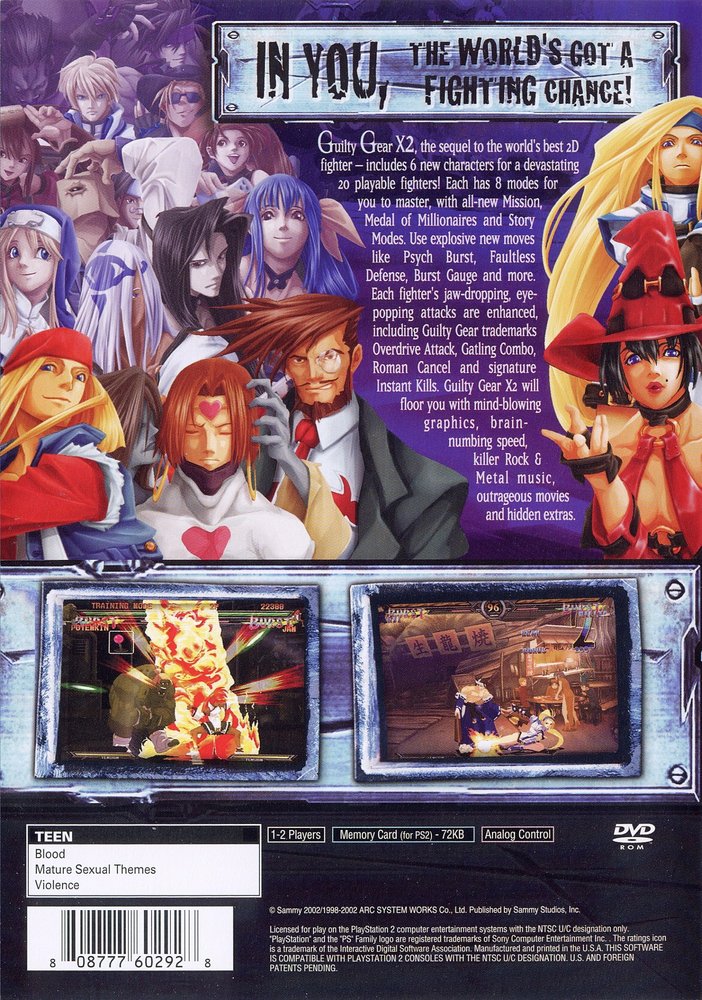 IN YOU, THE WORLD'S GOT A
FIGHTING CHANCE!
Guilty Gear X2, the sequel to the world's best 2D
fighter – includes 6 new characters for a devastating
20 playable fighters! Each has 8 modes for
you to master, with all-new Mission,
Medal of Millionaires and Story
Modes. Use explosive new moves
like Psych Burst, Faultless
Defense, Burst Gauge and more.
Each fighter's jaw-dropping, eye-
popping attacks are enhanced,
including Guilty Gear trademarks
Overdrive Attack, Gatling Combo,
Roman Cancel and signature
Instant Kills. Guilty Gear X2 will
floor you with mind-blowing
graphics, brain-
numbing speed,
killer Rock &
Metal music,
outrageous movies
and hidden extras.
TRAINING MODE
22380
POTEMKIN
JAM
96
生龍燒
TEEN
Blood
Mature Sexual Themes
Violence
1-2 Players
Memory Card (for PS2) - 72KB
Analog Control
DVD
ROM
© Sammy 2002/1998-2002 ARC SYSTEM WORKS Co., Ltd. Published by Sammy Studios, Inc.
Licensed for play on the PlayStation 2 computer entertainment systems with the NTSC U/C designation only.
"PlayStation" and the "PS" Family logo are registered trademarks of Sony Computer Entertainment Inc. . The ratings icon
is a trademark of the Interactive Digital Software Association. Manufactured and printed in the U.S.A. THIS SOFTWARE
IS COMPATIBLE WITH PLAYSTATION 2 CONSOLES WITH THE NTSC U/C DESIGNATION. U.S. AND FOREIGN
PATENTS PENDING.
8 08777 60292 8